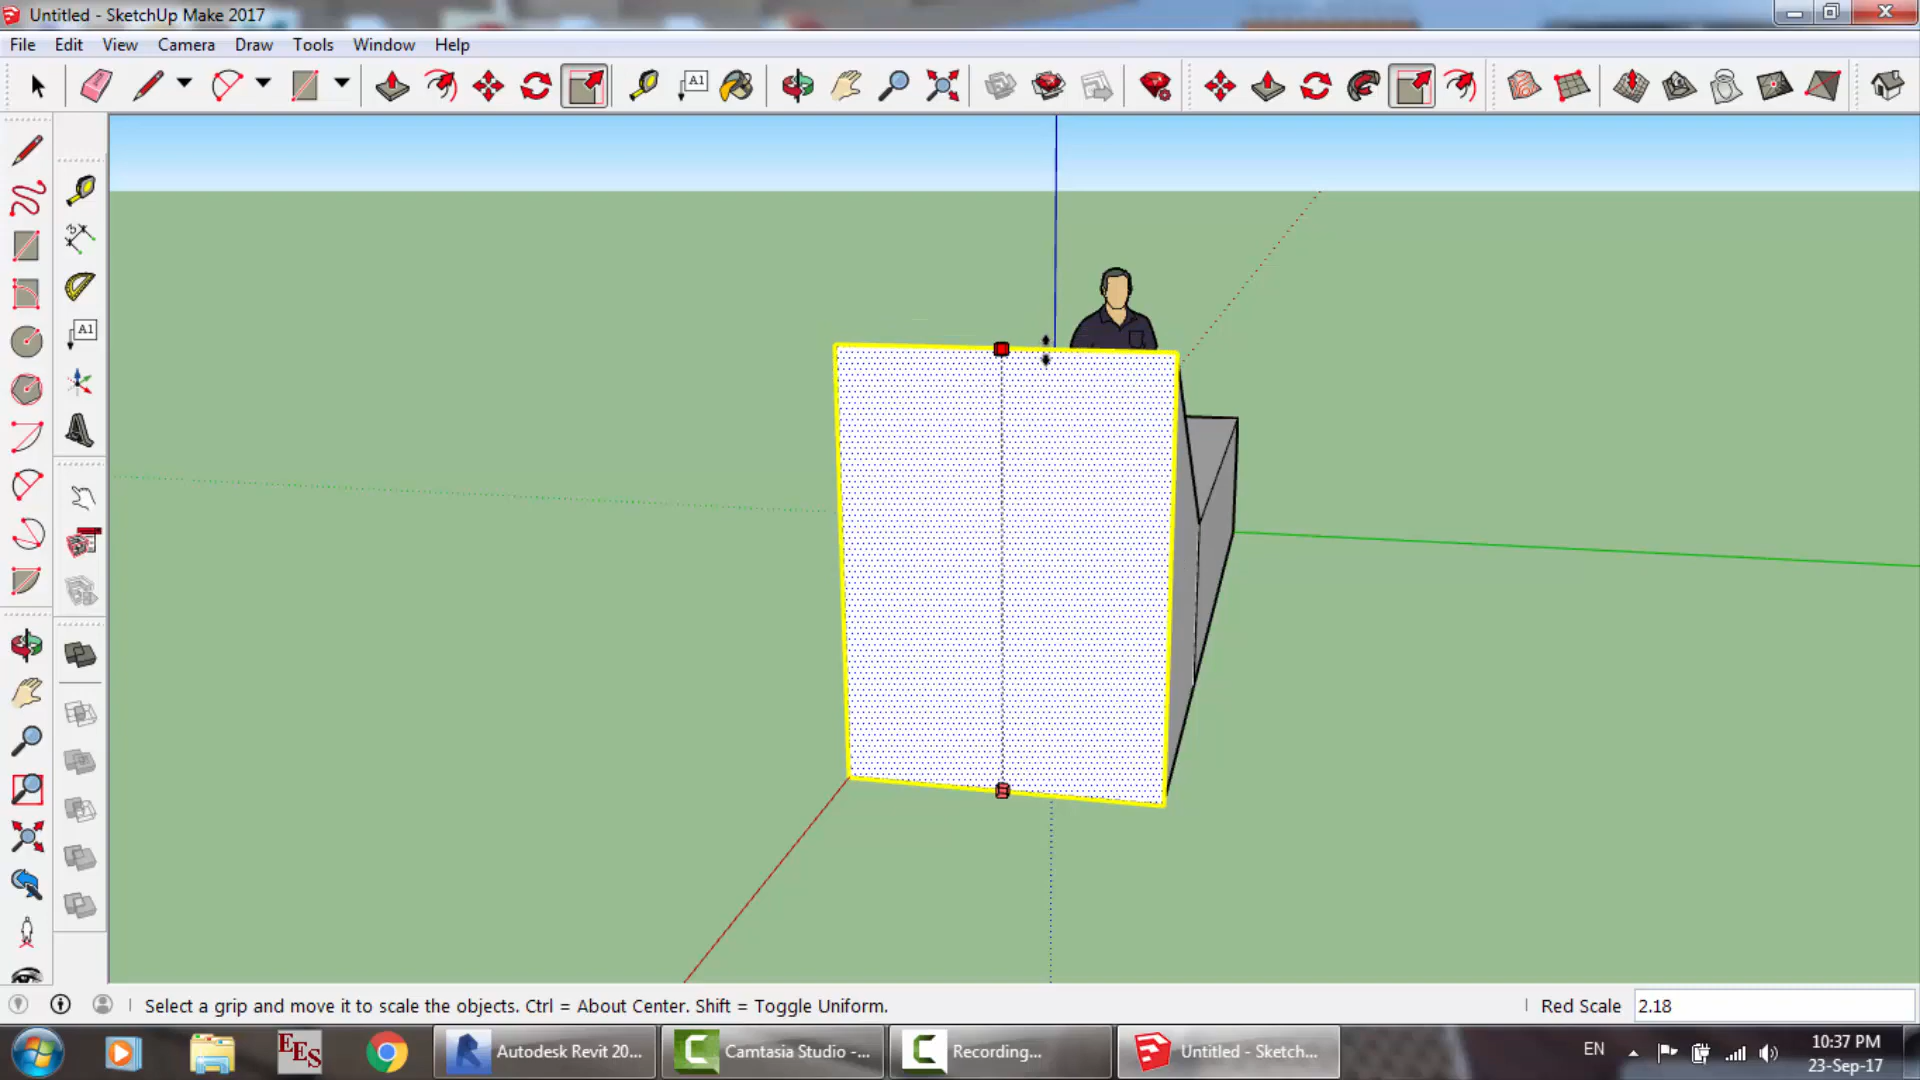 Untitled - SketchUp Make 2017
File Edit View Camera Draw Tools Window Help
A1
A1
Select a grip and move it to scale the objects. Ctrl = About Center. Shift = Toggle Uniform.
Red Scale 2.18
EES
Autodesk Revit 20...
Camtasia Studio -...
Recording...
Untitled - Sketch...
EN
10:37 PM
23-Sep-17